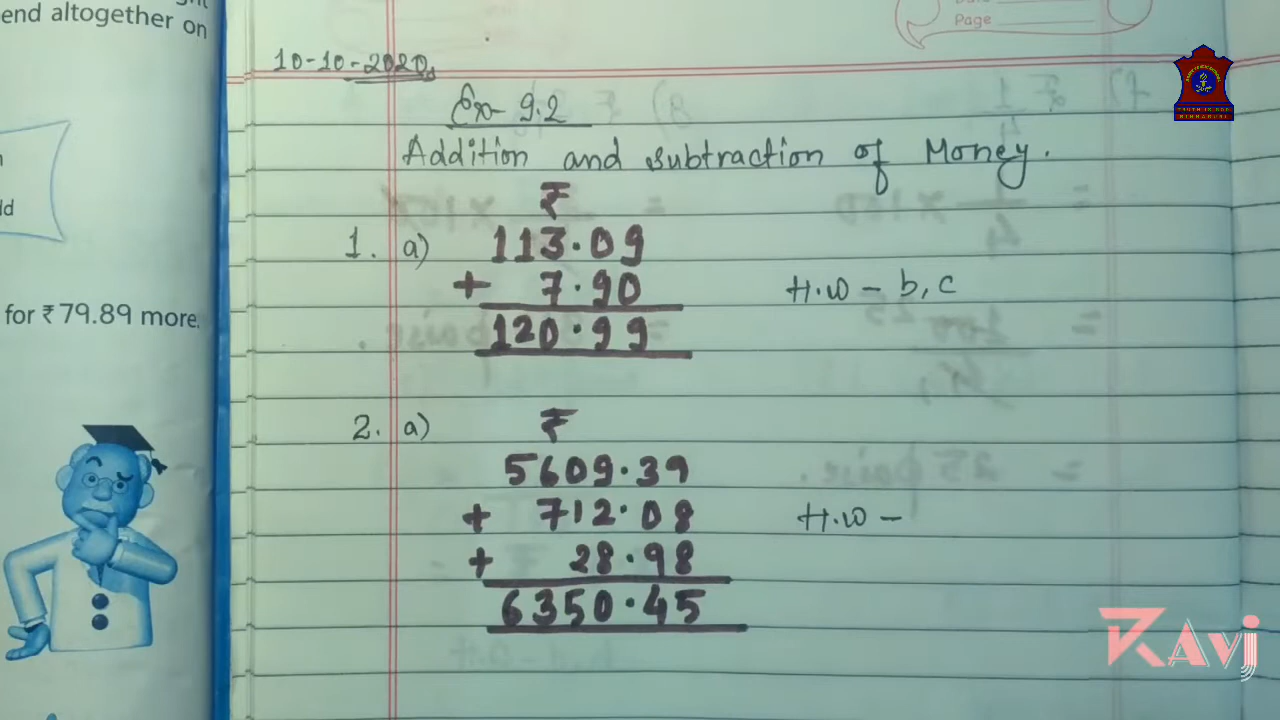 end altogether on
Page
10-10-2020.
Ex-9.2
Addition and subtraction of Money.
₹
1. a) 113.09
+ 7.90
120.99
H.W - b, c
for ₹ 79.89 more.
2. a) ₹
5609.39
+ 712.08
+ 28.98
6350.45
H.W -
RAVJ